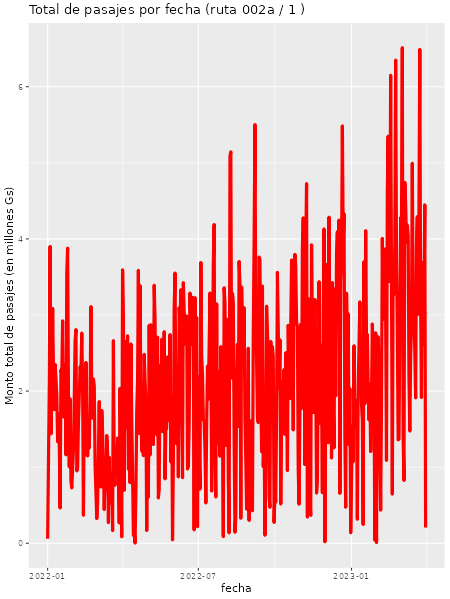 Total de pasajes por fecha (ruta 002a / 1 )
Monto total de pasajes (en millones Gs)
6
4
2
0
2022-01
2022-07
2023-01
fecha